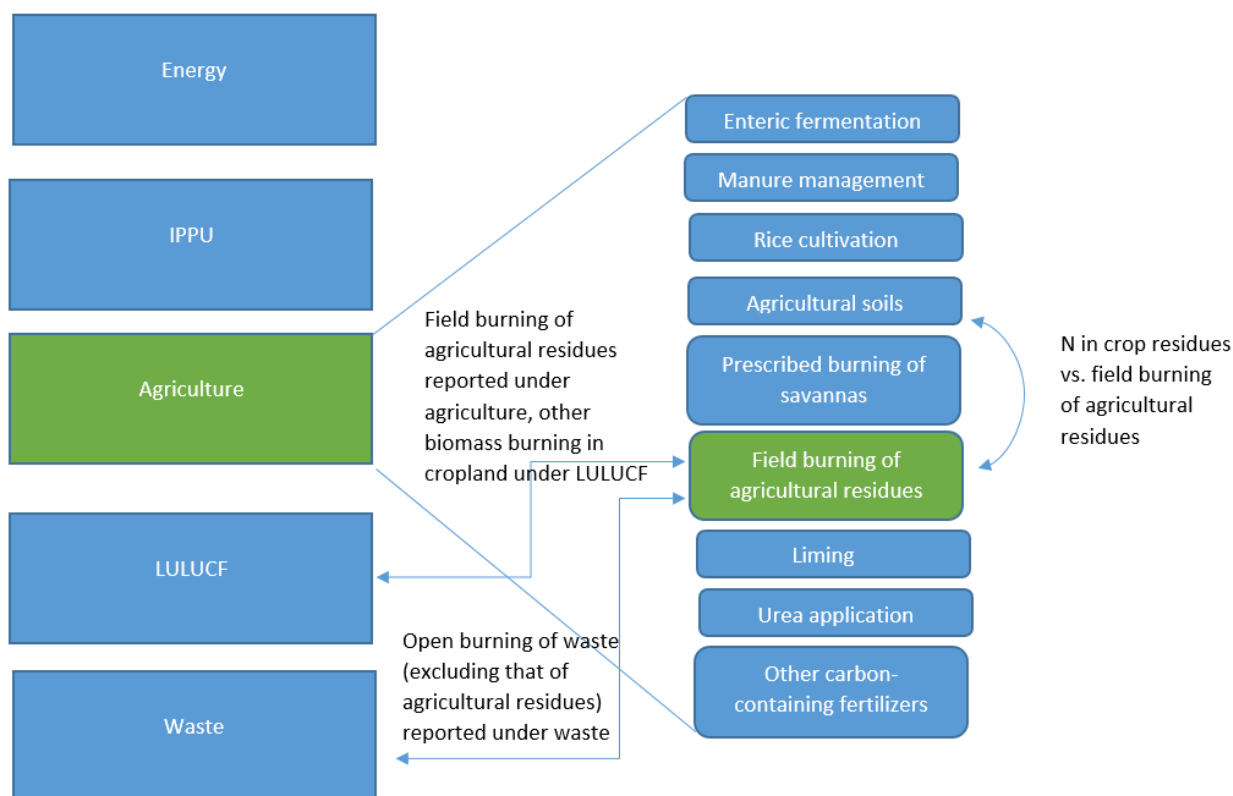 Energy
IPPU
Agriculture
LULUCF
Waste
Field burning of
agricultural residues
reported under
agriculture, other
biomass burning in
cropland under LULUCF
Open burning of waste
(excluding that of
agricultural residues)
reported under waste
Enteric fermentation
Manure management
Rice cultivation
Agricultural soils
Prescribed burning of
savannas
Field burning of
agricultural residues
Liming
Urea application
Other carbon-
containing fertilizers
N in crop residues
vs. field burning
of agricultural
residues